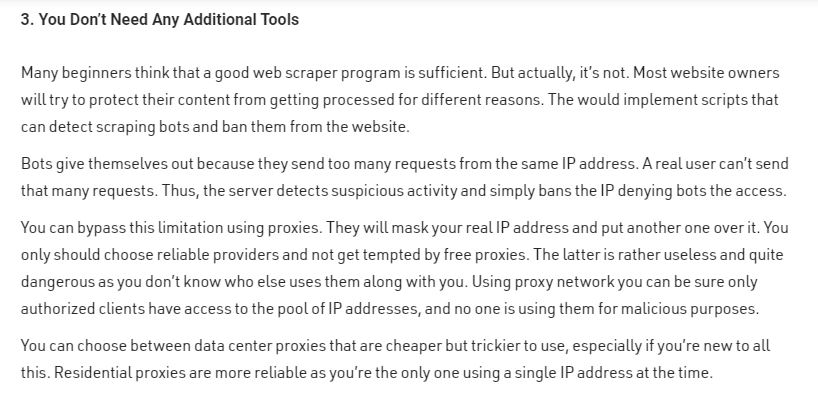 3. You Don't Need Any Additional Tools
Many beginners think that a good web scraper program is sufficient. But actually, it's not. Most website owners
will try to protect their content from getting processed for different reasons. The would implement scripts that
can detect scraping bots and ban them from the website.
Bots give themselves out because they send too many requests from the same IP address. A real user can't send
that many requests. Thus, the server detects suspicious activity and simply bans the IP denying bots the access.
You can bypass this limitation using proxies. They will mask your real IP address and put another one over it. You
only should choose reliable providers and not get tempted by free proxies. The latter is rather useless and quite
dangerous as you don't know who else uses them along with you. Using proxy network you can be sure only
authorized clients have access to the pool of IP addresses, and no one is using them for malicious purposes.
You can choose between data center proxies that are cheaper but trickier to use, especially if you're new to all
this. Residential proxies are more reliable as you're the only one using a single IP address at the time.